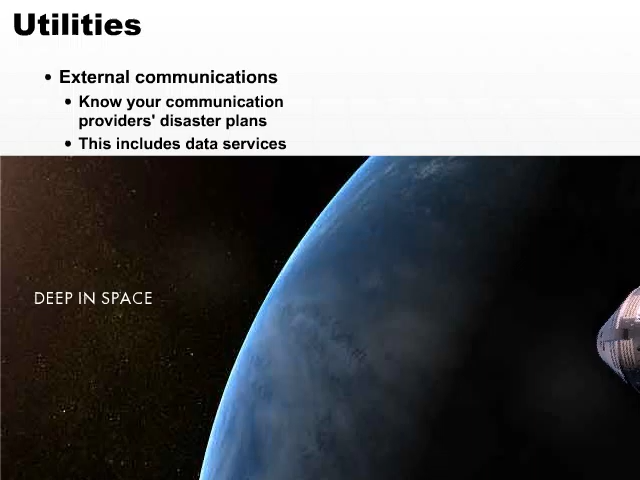 Utilities
• External communications
• Know your communication
providers' disaster plans
• This includes data services
DEEP IN SPACE